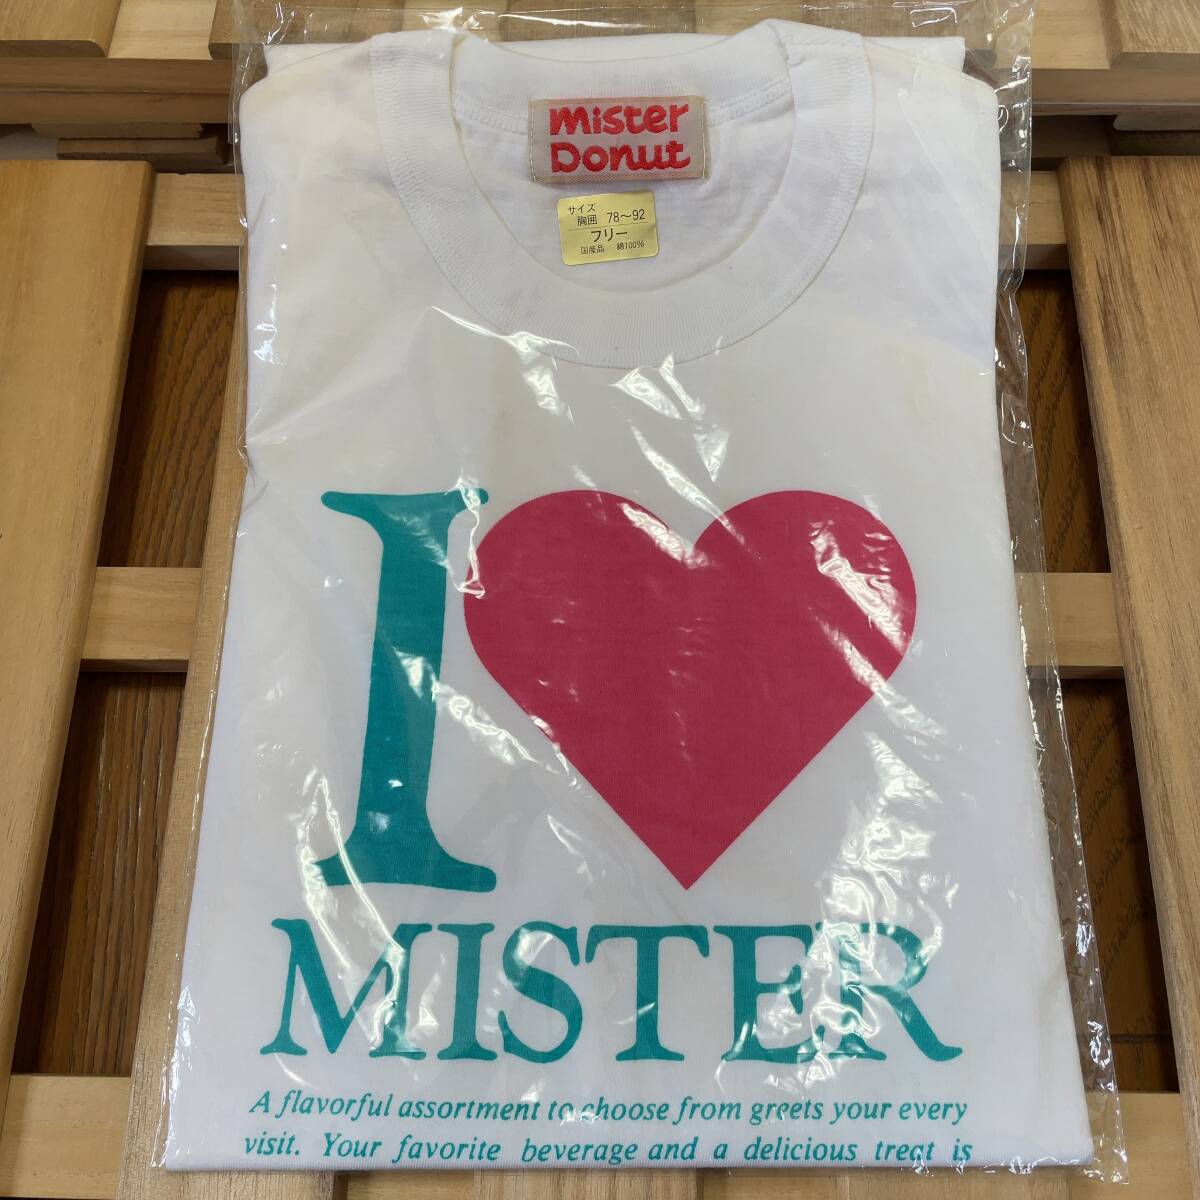 Mister
Donut
サイズ
胸囲 78〜92
フリー
国産品 綿100%
I
MISTER
A flavorful assortment to choose from greets your every
visit. Your favorite beverage and a delicious treat is